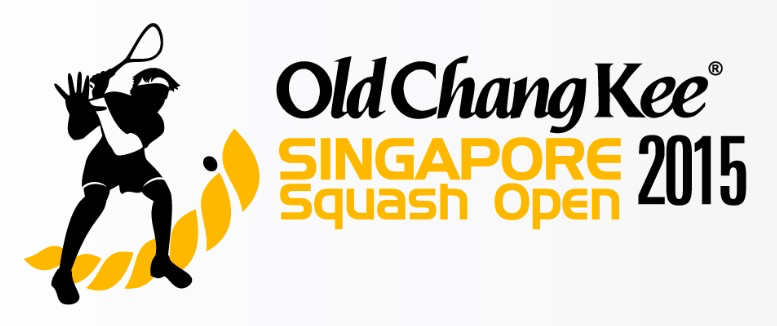 Old Chang Kee®
SINGAPORE 2015
Squash Open